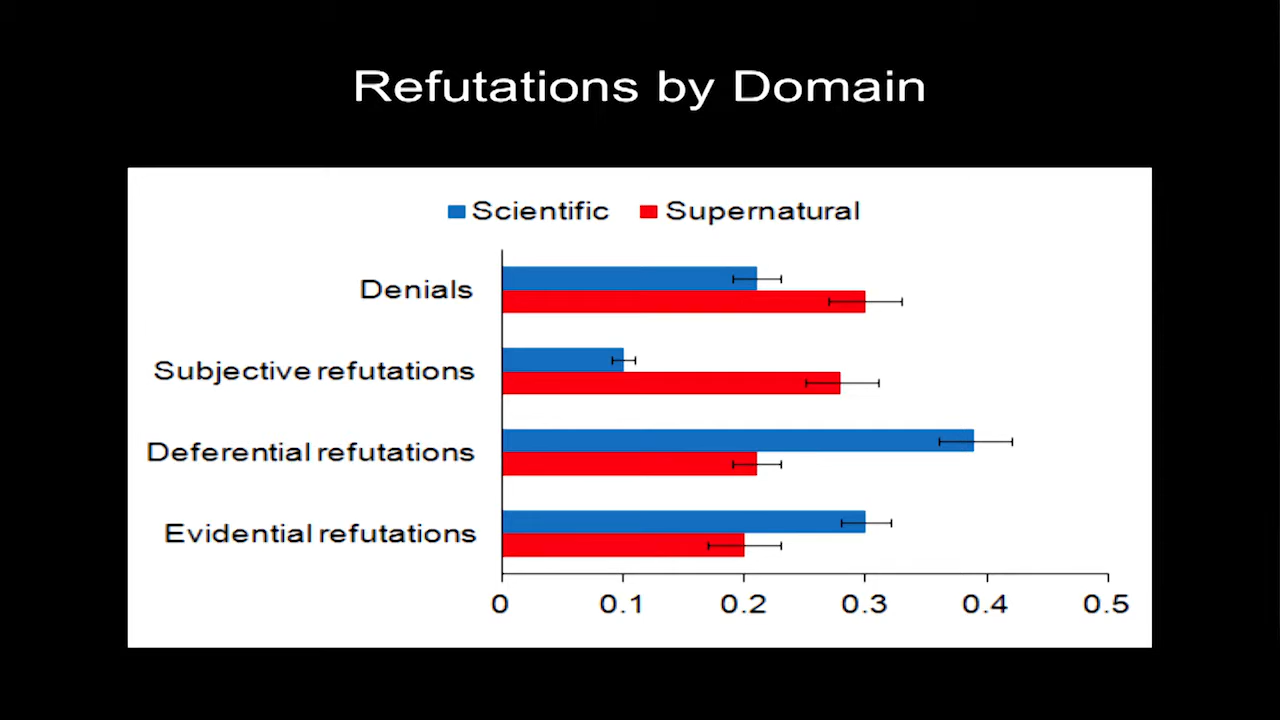 Refutations by Domain
Scientific Supernatural
Denials
Subjective refutations
Deferential refutations
Evidential refutations
0 0.1 0.2 0.3 0.4 0.5